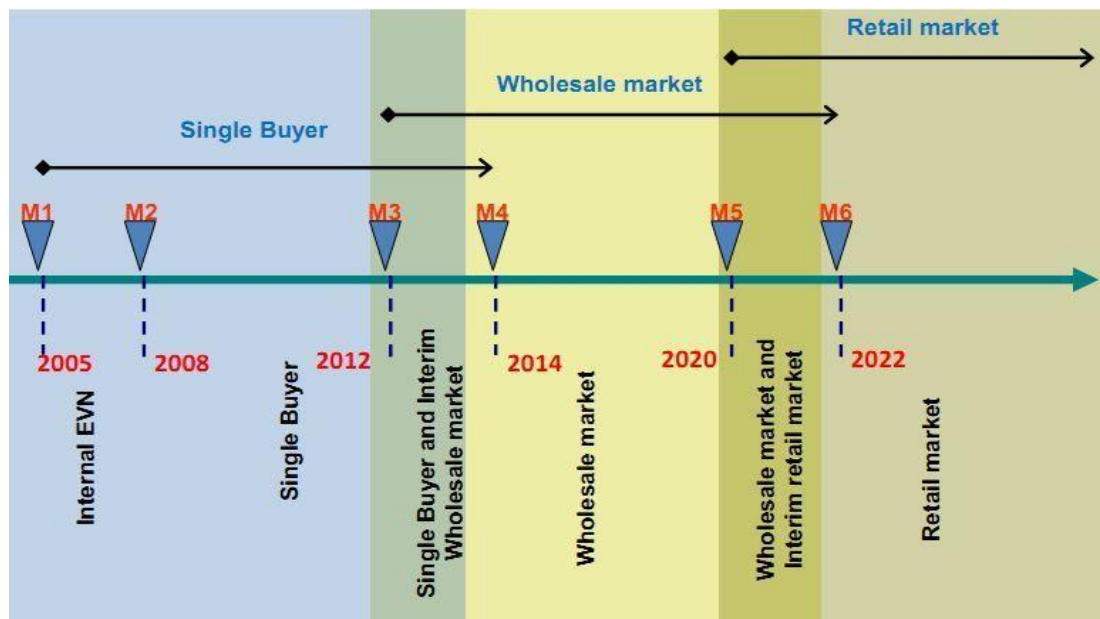 Retail market
Wholesale market
Single Buyer
M1
M2
M3
M4
M5
M6
2005
2008
2012
2014
2020
2022
Internal EVN
Single Buyer
Single Buyer and Interim
Wholesale market
Wholesale market
Wholesale market and
Interim retail market
Retail market